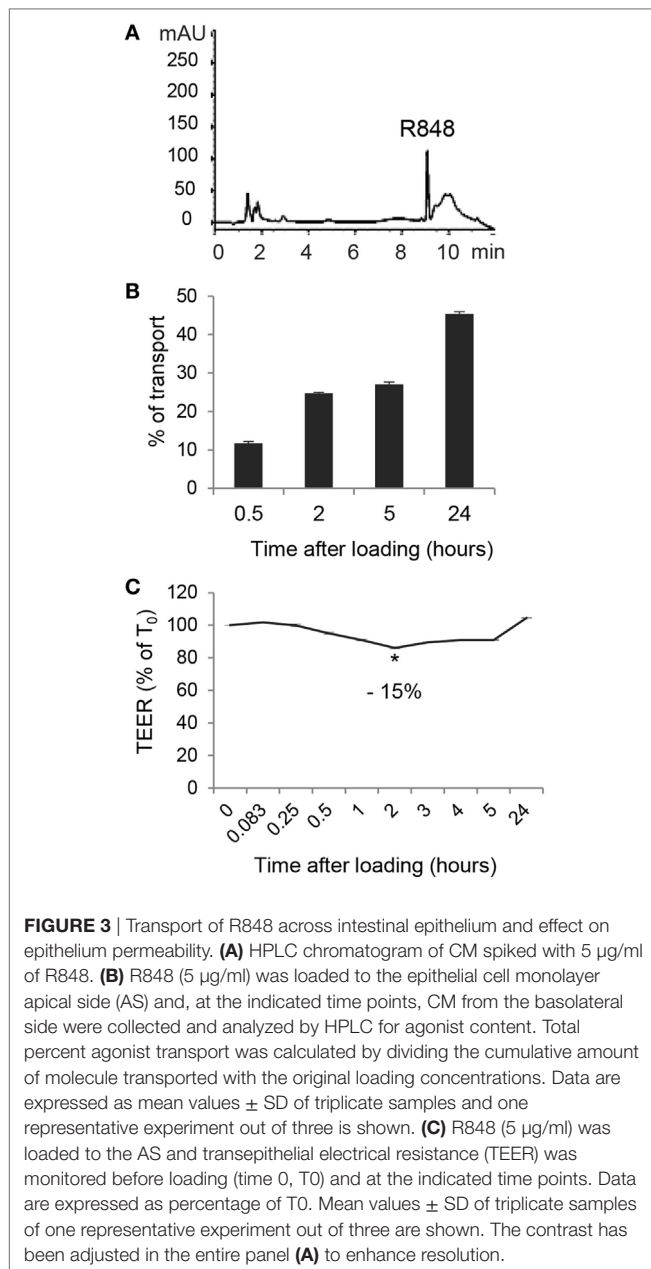 A
mAU
250
200
150
100
50
0
R848
0 2 4 6 8 10 min
B
% of transport
50
40
30
20
10
0
0.5 2 5 24
Time after loading (hours)
C
TEER (% of T0)
120
100
80
60
40
20
0
*
- 15%
0 0.083 0.25 0.5 1 2 3 4 5 24
Time after loading (hours)
FIGURE 3 | Transport of R848 across intestinal epithelium and effect on
epithelium permeability. (A) HPLC chromatogram of CM spiked with 5 µg/ml
of R848. (B) R848 (5 µg/ml) was loaded to the epithelial cell monolayer
apical side (AS) and, at the indicated time points, CM from the basolateral
side were collected and analyzed by HPLC for agonist content. Total
percent agonist transport was calculated by dividing the cumulative amount
of molecule transported with the original loading concentrations. Data are
expressed as mean values ± SD of triplicate samples and one
representative experiment out of three is shown. (C) R848 (5 µg/ml) was
loaded to the AS and transepithelial electrical resistance (TEER) was
monitored before loading (time 0, T0) and at the indicated time points. Data
are expressed as percentage of T0. Mean values ± SD of triplicate samples
of one representative experiment out of three are shown. The contrast has
been adjusted in the entire panel (A) to enhance resolution.